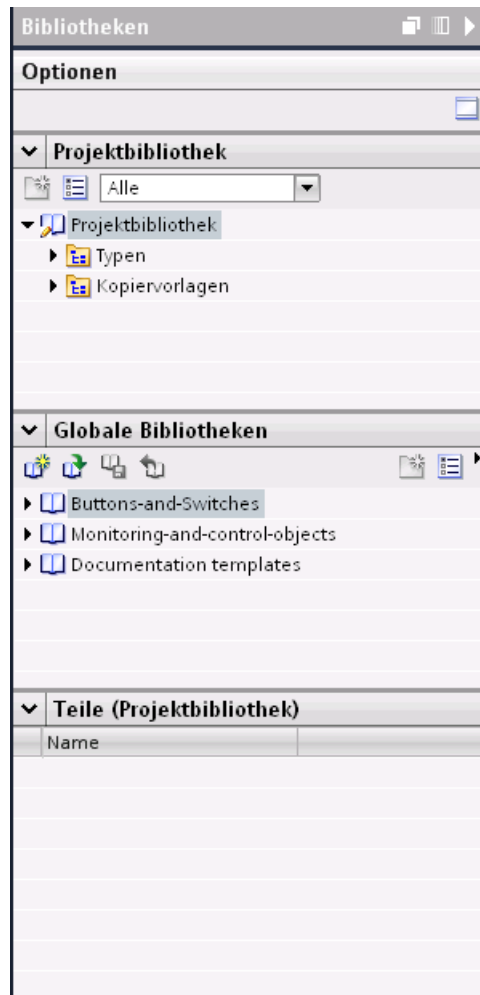 Bibliotheken
Optionen
Projektbibliothek
Alle
Projektbibliothek
Typen
Kopiervorlagen
Globale Bibliotheken
Buttons-and-Switches
Monitoring-and-control-objects
Documentation templates
Teile (Projektbibliothek)
Name